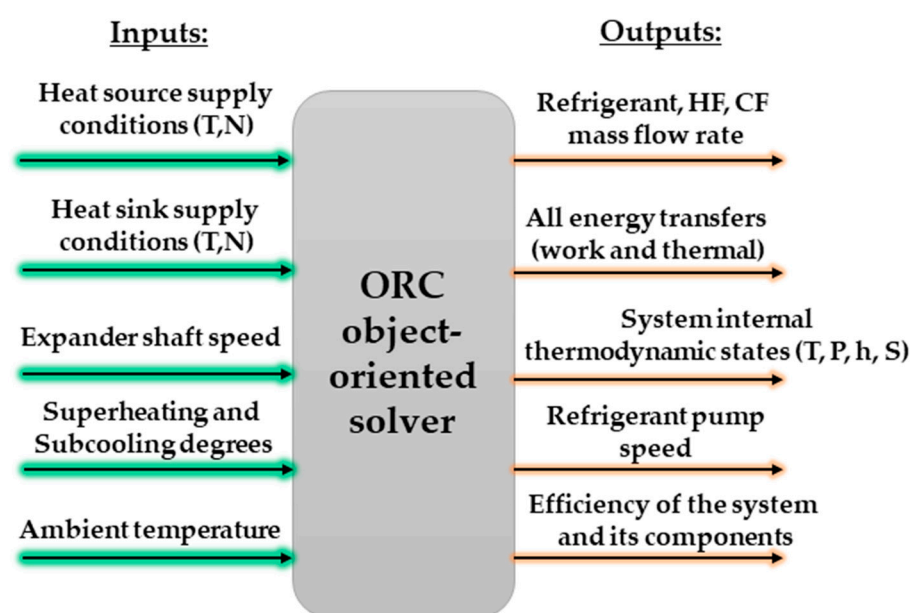 Inputs:
Heat source supply
conditions (T,N)
Heat sink supply
conditions (T,N)
Expander shaft speed
Superheating and
Subcooling degrees
Ambient temperature
ORC
object-
oriented
solver
Outputs:
Refrigerant, HF, CF
mass flow rate
All energy transfers
(work and thermal)
System internal
thermodynamic states (T, P, h, S)
Refrigerant pump
speed
Efficiency of the system
and its components